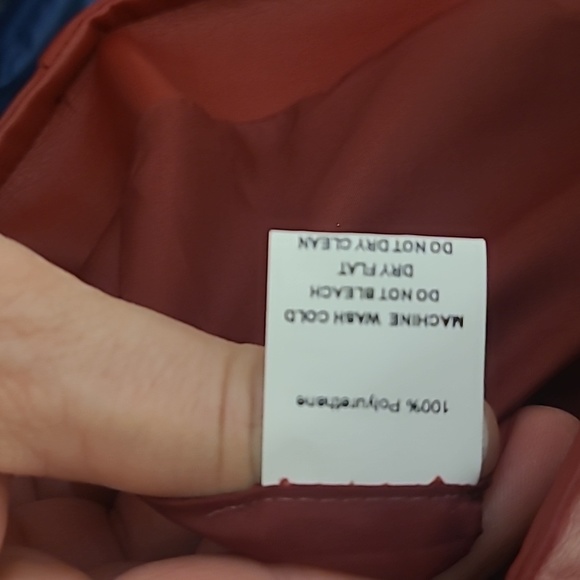 100% Polyurethane
MACHINE WASH COLD
DO NOT BLEACH
DRY FLAT
DO NOT DRY CLEAN